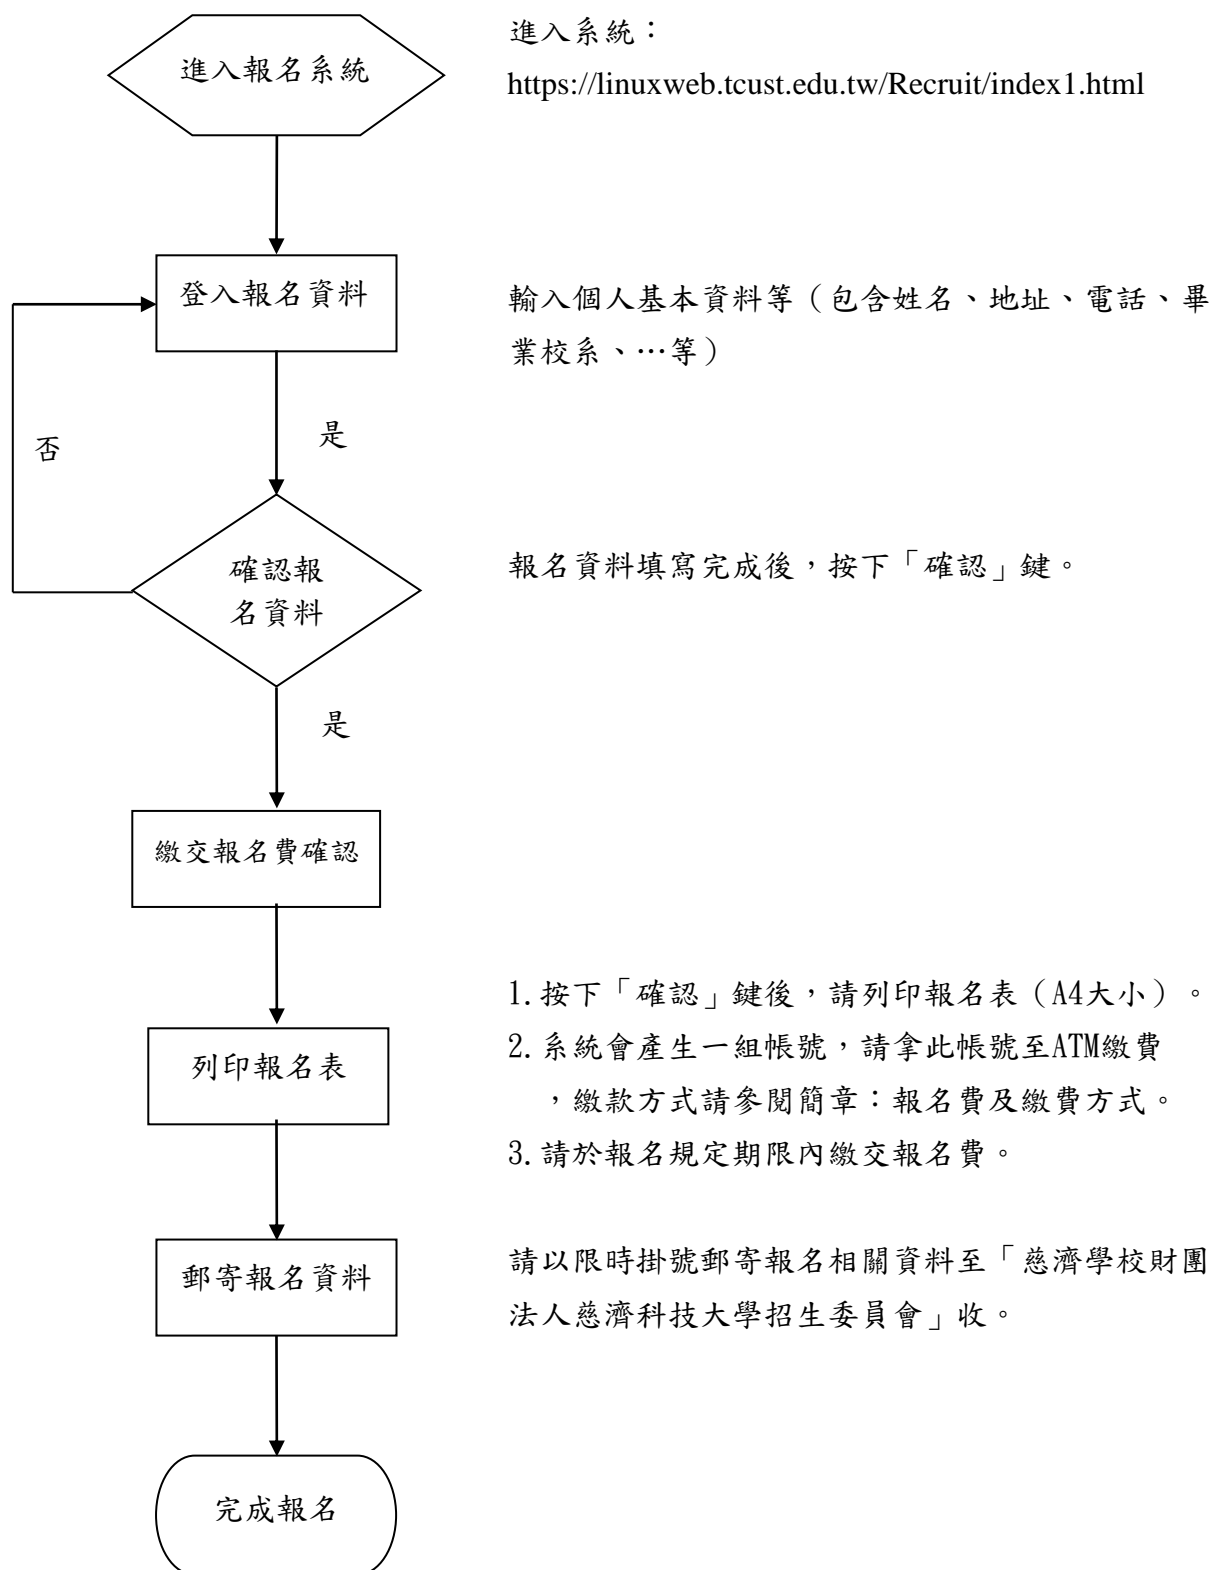 進入報名系統
進入系統：
https://linuxweb.tcust.edu.tw/Recruit/index1.html
登入報名資料
輸入個人基本資料等（包含姓名、地址、電話、畢
業校系、…等）
否
是
確認報
名資料
報名資料填寫完成後，按下「確認」鍵。
是
繳交報名費確認
列印報名表
1.按下「確認」鍵後，請列印報名表（A4大小）。
2.系統會產生一組帳號，請拿此帳號至ATM繳費
，繳款方式請參閱簡章：報名費及繳費方式。
3.請於報名規定期限內繳交報名費。
郵寄報名資料
請以限時掛號郵寄報名相關資料至「慈濟學校財團
法人慈濟科技大學招生委員會」收。
完成報名